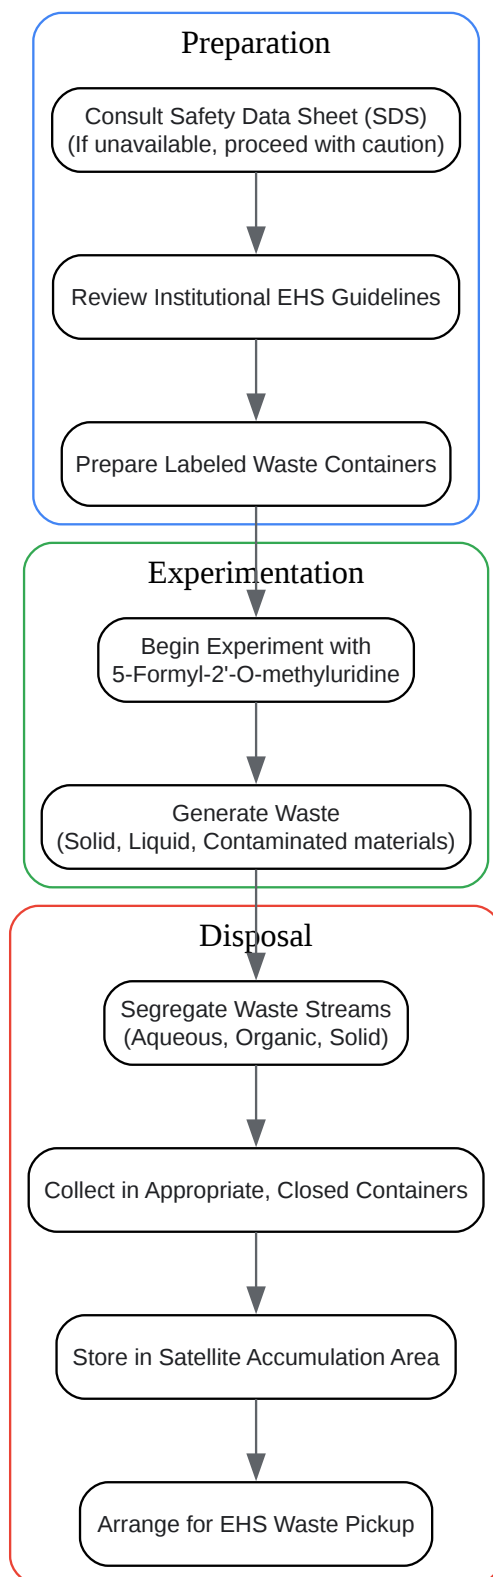 Preparation
Consult Safety Data Sheet (SDS)
(If unavailable, proceed with caution)
Review Institutional EHS Guidelines
Prepare Labeled Waste Containers
Experimentation
Begin Experiment with
5-Formyl-2'-O-methyluridine
Generate Waste
(Solid, Liquid, Contaminated materials)
Disposal
Segregate Waste Streams
(Aqueous, Organic, Solid)
Collect in Appropriate, Closed Containers
Store in Satellite Accumulation Area
Arrange for EHS Waste Pickup